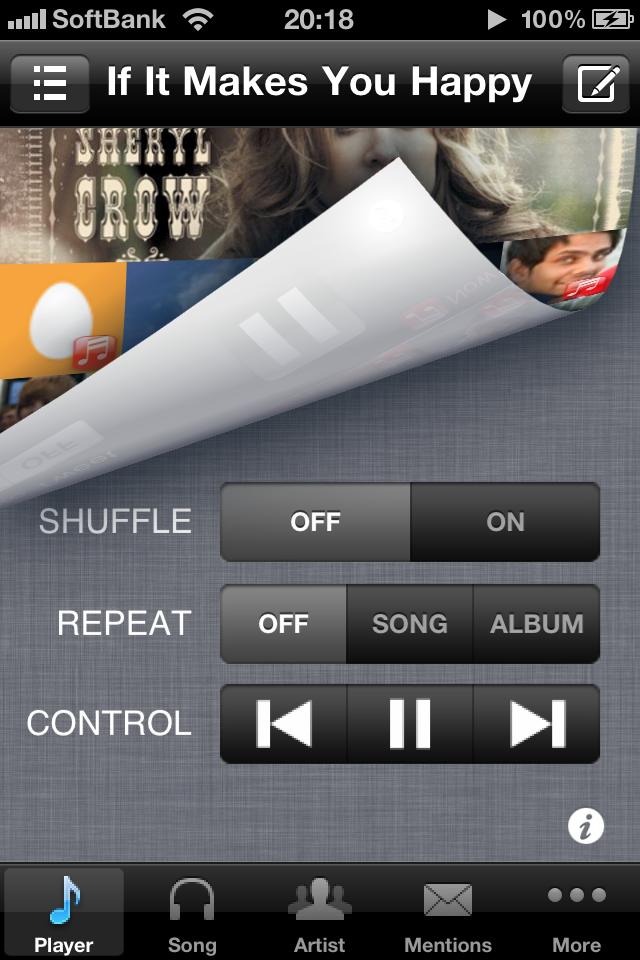 SoftBank 20:18 100%
If It Makes You Happy
SHERYL
CROW
OFF
SHUFFLE OFF ON
REPEAT OFF SONG ALBUM
CONTROL
i
Player Song Artist Mentions More